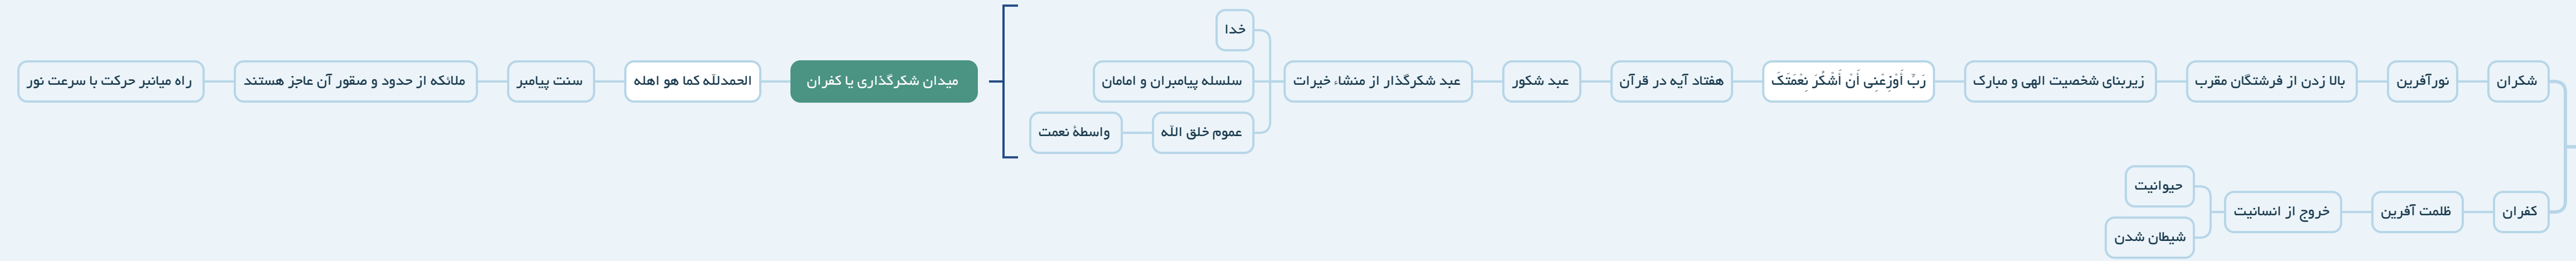 شکران
نورآفرین
بالا زدن از فرشتگان مقرب
زیربنای شخصیت الهی و مبارک
رَبِّ أَوْزِعْنِی أَنْ أَشْکُرَ نِعْمَتَکَ
هفتاد آیه در قرآن
عبد شکور
عبد شکرگذار از منشاء خیرات
خدا
سلسله پیامبران و امامان
عموم خلق اللّه
واسطهٔ نعمت
میدان شکرگذاری یا کفران
الحمدللّه کما هو اهله
سنت پیامبر
ملائکه از حدود و صقور آن عاجز هستند
راه میانبر حرکت با سرعت نور
کفران
ظلمت آفرین
خروج از انسانیت
حیوانیت
شیطان شدن